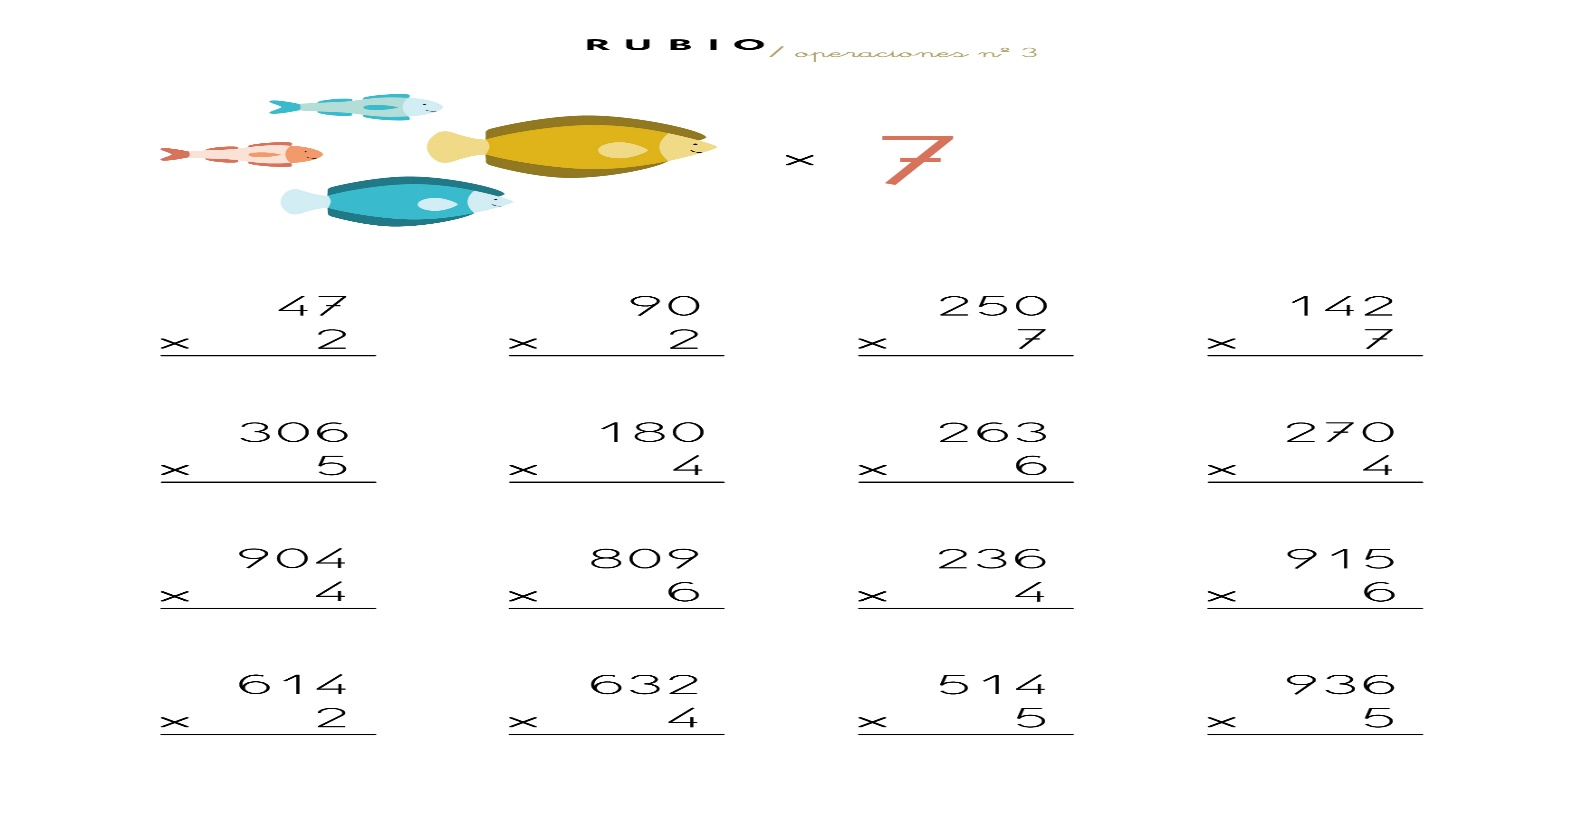 RUBIO/ operaciones nº 3
× 7
47 90 250 142
× 2 × 2 × 7 × 7
306 180 263 270
× 5 × 4 × 6 × 4
904 809 236 915
× 4 × 6 × 4 × 6
614 632 514 936
× 2 × 4 × 5 × 5